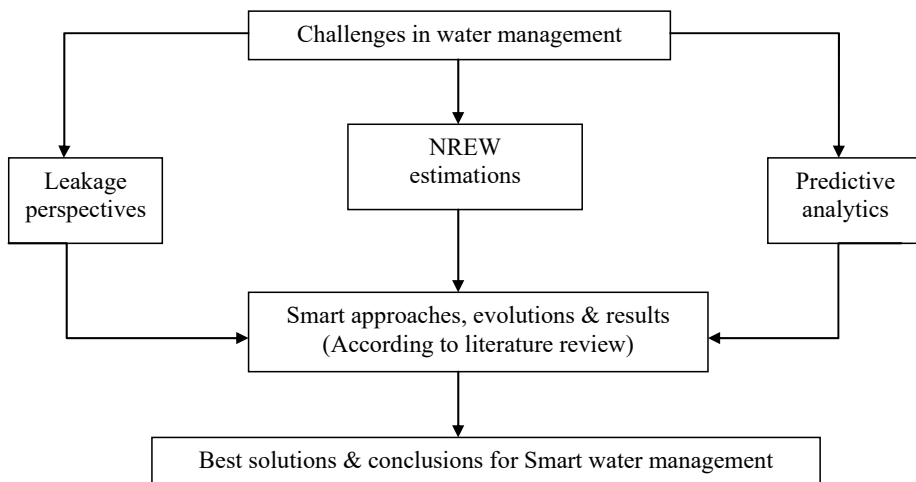 Challenges in water management
NREW
estimations
Leakage
perspectives
Predictive
analytics
Smart approaches, evolutions & results
(According to literature review)
Best solutions & conclusions for Smart water management